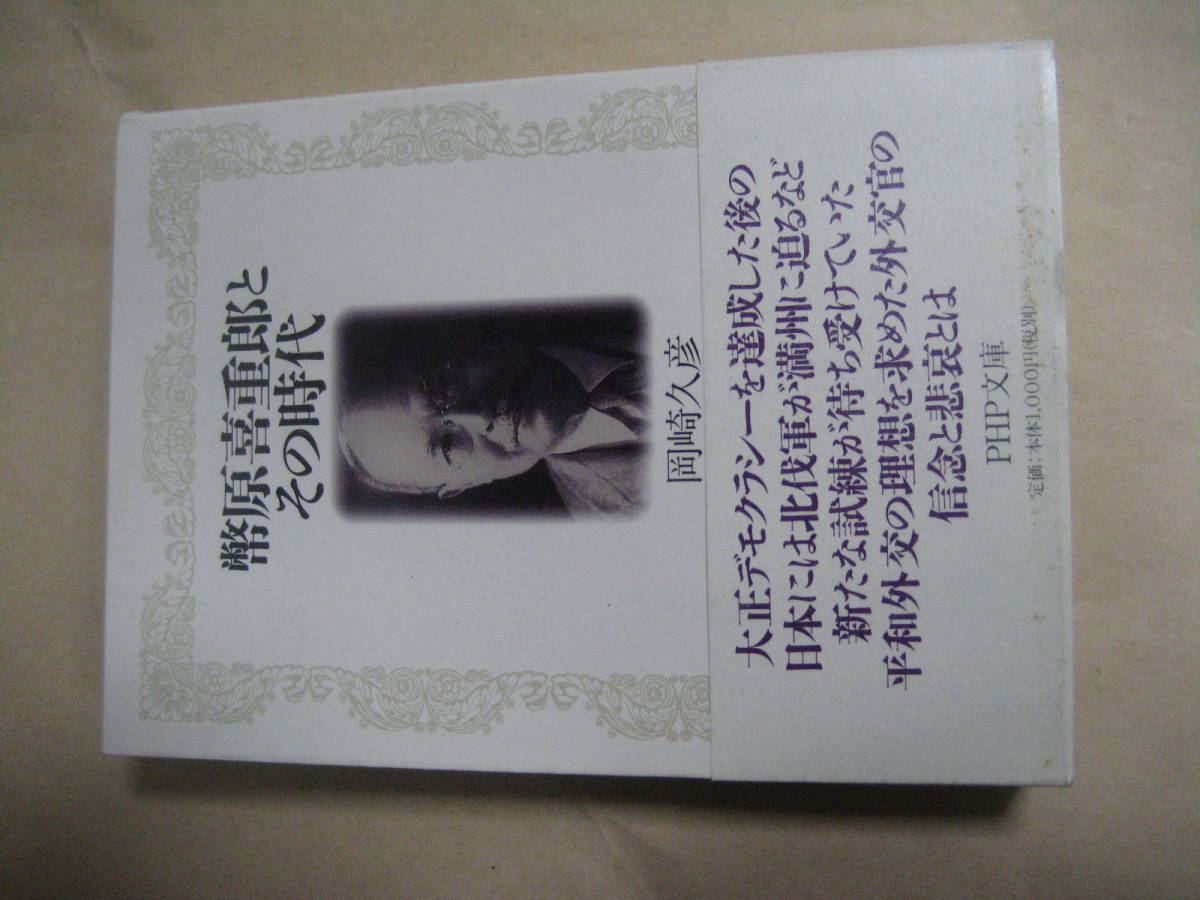 幣原喜重郎と
その時代
岡崎久彦
大正デモクラシーを達成した後の
日本には北伐軍が満州に迫るなど
新たな試練が待ち受けていた
平和外交の理想を求めた外交官の
信念と悲哀とは
PHP文庫
定価:本体1,000円(税別)